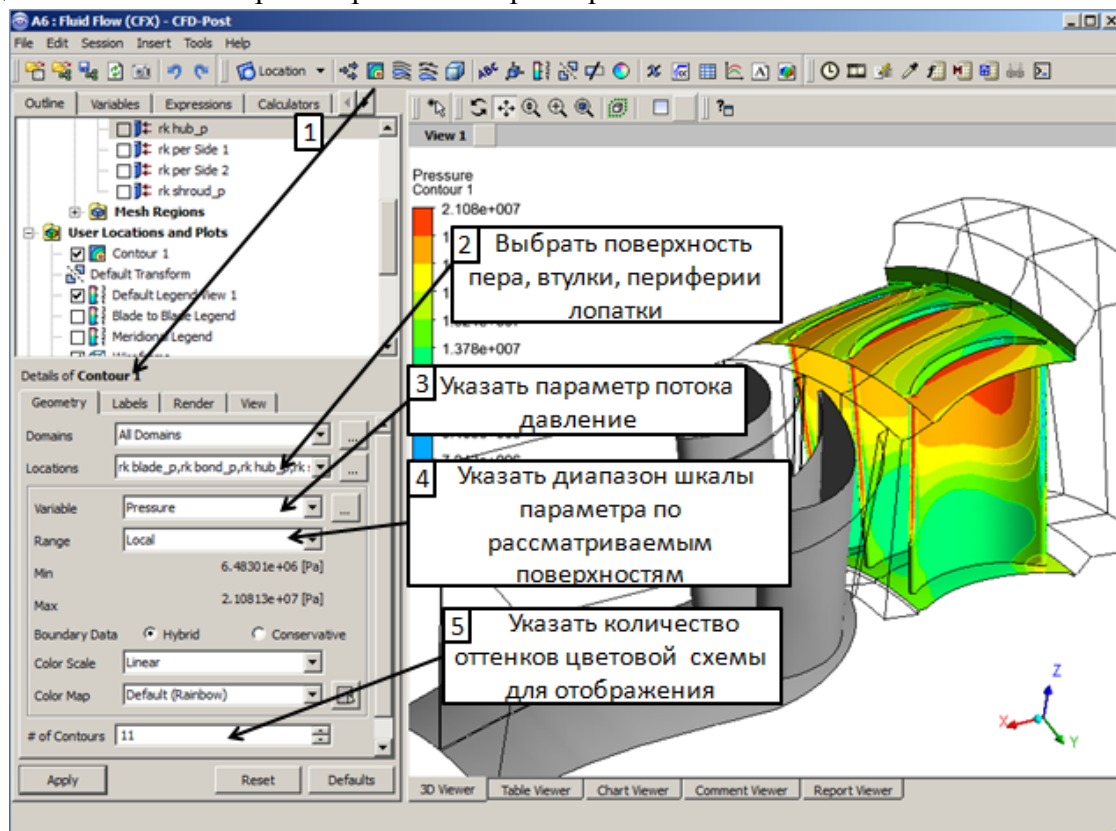 A6 : Fluid Flow (CFX) - CFD-Post
File Edit Session Insert Tools Help
Location
Outline Variables Expressions Calculators
1
rk hub_p
rk per Side 1
rk per Side 2
rk shroud_p
Mesh Regions
User Locations and Plots
Contour 1
Default Transform
Default Legend View 1
Blade to Blade Legend
Meridional Legend
Wireframe
Details of Contour 1
Geometry Labels Render View
Domains All Domains ...
Locations rk blade_p,rk bond_p,rk hub_p,rk ...
Variable Pressure ...
Range Local
Min 6.48301e+06 [Pa]
Max 2.10813e+07 [Pa]
Boundary Data Hybrid Conservative
Color Scale Linear
Color Map Default (Rainbow)
# of Contours 11
Apply Reset Defaults
View 1
Pressure
Contour 1
2.108e+007
2 Выбрать поверхность
пера, втулки, периферии
лопатки
1.378e+007
3 Указать параметр потока
давление
4 Указать диапазон шкалы
параметра по
рассматриваемым
поверхностям
5 Указать количество
оттенков цветовой схемы
для отображения
Z
X
Y
3D Viewer Table Viewer Chart Viewer Comment Viewer Report Viewer